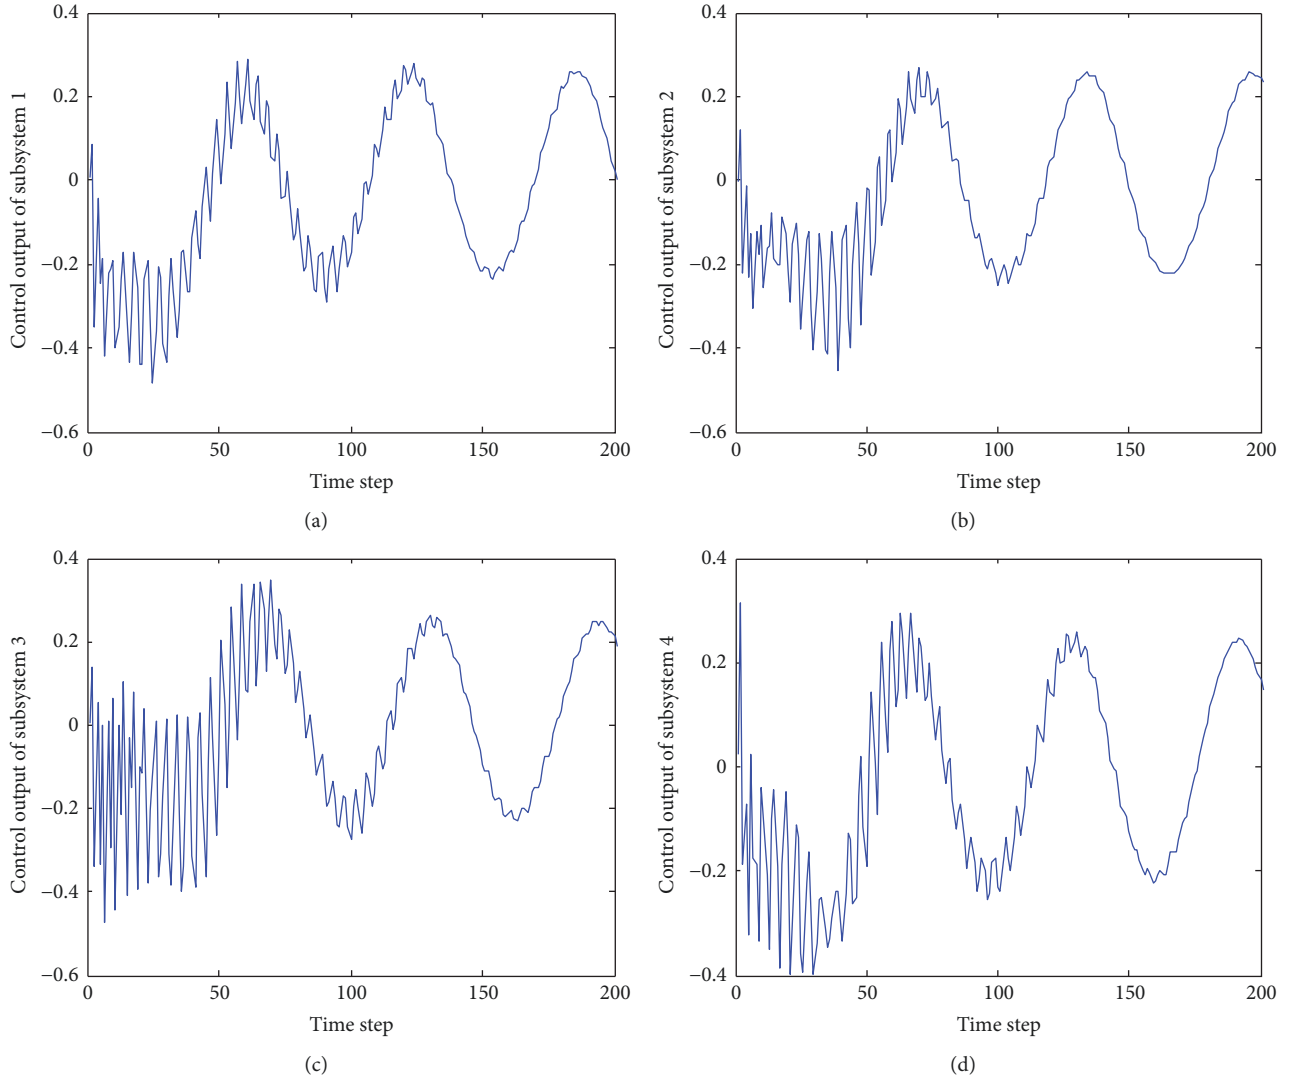 0.4
0.2
0
−0.2
−0.4
−0.6
0 50 100 150 200
Control output of subsystem 1
Time step
(a)
0.4
0.2
0
−0.2
−0.4
−0.6
0 50 100 150 200
Control output of subsystem 2
Time step
(b)
0.4
0.2
0
−0.2
−0.4
−0.6
0 50 100 150 200
Control output of subsystem 3
Time step
(c)
0.4
0.2
0
−0.2
−0.4
0 50 100 150 200
Control output of subsystem 4
Time step
(d)